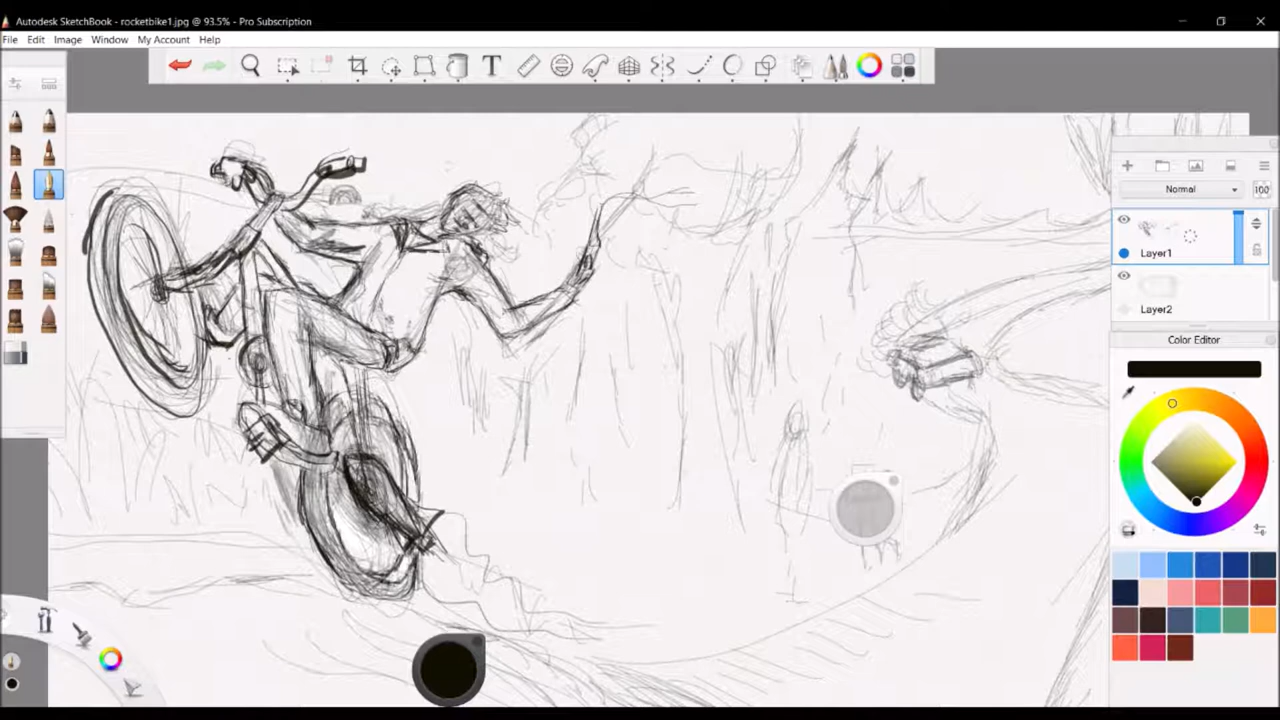 Autodesk SketchBook - rocketbike1.jpg @ 93.5% - Pro Subscription
File Edit Image Window My Account Help
T
Normal 100
Layer1
Layer2
Color Editor